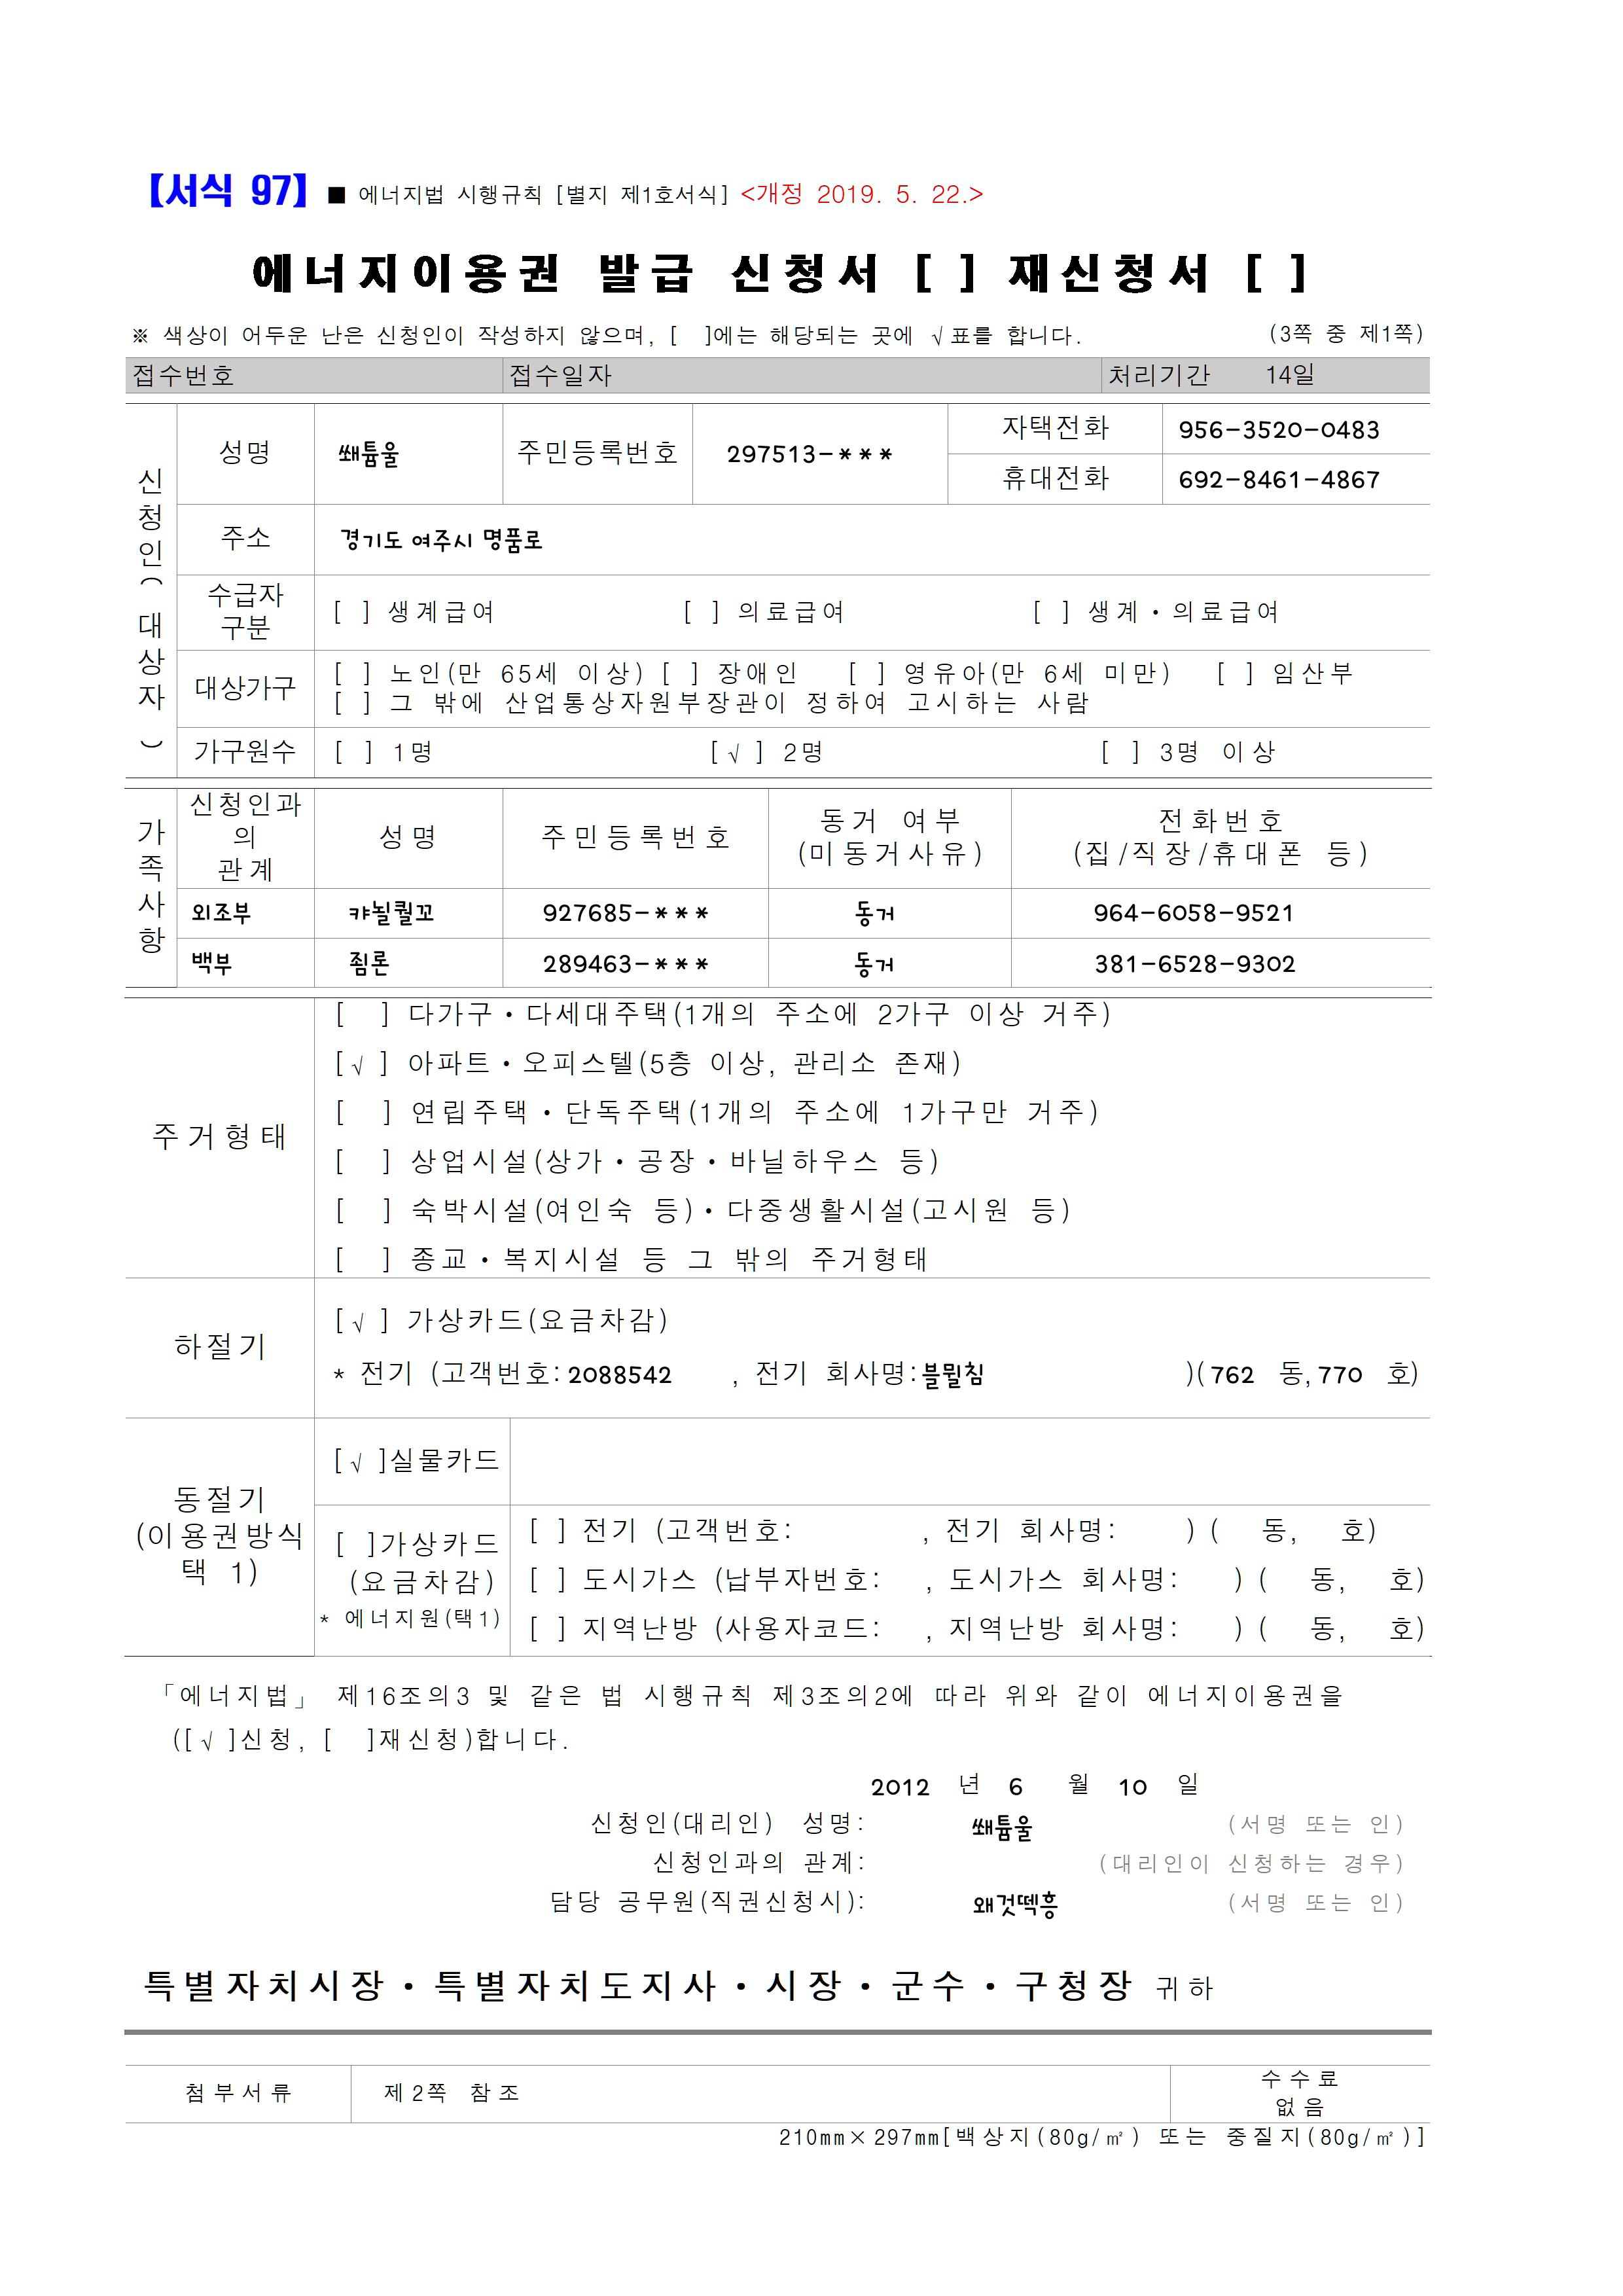 【서식 97】 ■ 에너지법 시행규칙 [별지 제1호서식] <개정 2019. 5. 22.>
에너지이용권 발급 신청서 [ ] 재신청서 [ ]
※ 색상이 어두운 난은 신청인이 작성하지 않으며, [ ]에는 해당되는 곳에 √표를 합니다. (3쪽 중 제1쪽)
접수번호 접수일자 처리기간 14일
신청인(대상자)
성명 쐐튭울 주민등록번호 297513-*** 자택전화 956-3520-0483
휴대전화 692-8461-4867
주소 경기도 여주시 명품로
수급자 구분 [ ] 생계급여 [ ] 의료급여 [ ] 생계·의료급여
대상가구 [ ] 노인(만 65세 이상) [ ] 장애인 [ ] 영유아(만 6세 미만) [ ] 임산부
[ ] 그 밖에 산업통상자원부장관이 정하여 고시하는 사람
가구원수 [ ] 1명 [√] 2명 [ ] 3명 이상
가족사항
신청인과의 관계 성명 주민등록번호 동거 여부 (미동거사유) 전화번호 (집/직장/휴대폰 등)
외조부 캬뇔퀄꼬 927685-*** 동거 964-6058-9521
백부 죔론 289463-*** 동거 381-6528-9302
주거형태
[ ] 다가구·다세대주택(1개의 주소에 2가구 이상 거주)
[√] 아파트·오피스텔(5층 이상, 관리소 존재)
[ ] 연립주택·단독주택(1개의 주소에 1가구만 거주)
[ ] 상업시설(상가·공장·바닐하우스 등)
[ ] 숙박시설(여인숙 등)·다중생활시설(고시원 등)
[ ] 종교·복지시설 등 그 밖의 주거형태
하절기
[√] 가상카드(요금차감)
* 전기 (고객번호: 2088542 , 전기 회사명: 블뮐침 )( 762 동, 770 호)
동절기
(이용권방식
택 1)
[√]실물카드
[ ]가상카드
(요금차감)
* 에너지원(택1)
[ ] 전기 (고객번호: , 전기 회사명: ) ( 동, 호)
[ ] 도시가스 (납부자번호: , 도시가스 회사명: ) ( 동, 호)
[ ] 지역난방 (사용자코드: , 지역난방 회사명: ) ( 동, 호)
「에너지법」 제16조의3 및 같은 법 시행규칙 제3조의2에 따라 위와 같이 에너지이용권을
([√]신청, [ ]재신청)합니다.
2012 년 6 월 10 일
신청인(대리인) 성명: 쐐튭울 (서명 또는 인)
신청인과의 관계: (대리인이 신청하는 경우)
담당 공무원(직권신청시): 왜것떽흥 (서명 또는 인)
특별자치시장·특별자치도지사·시장·군수·구청장 귀하
첨부서류 제2쪽 참조 수수료
없음
210mm×297mm[백상지(80g/㎡) 또는 중질지(80g/㎡)]